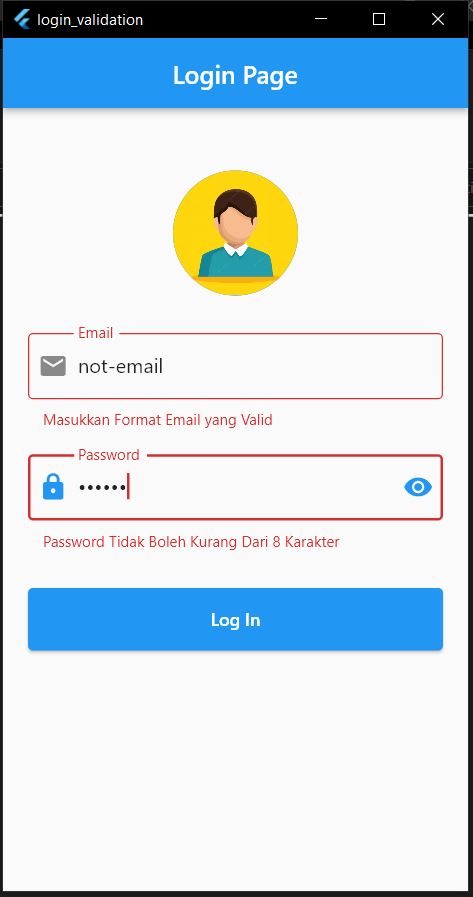 login_validation
Login Page
Email
not-email
Masukkan Format Email yang Valid
Password
••••••
Password Tidak Boleh Kurang Dari 8 Karakter
Log In